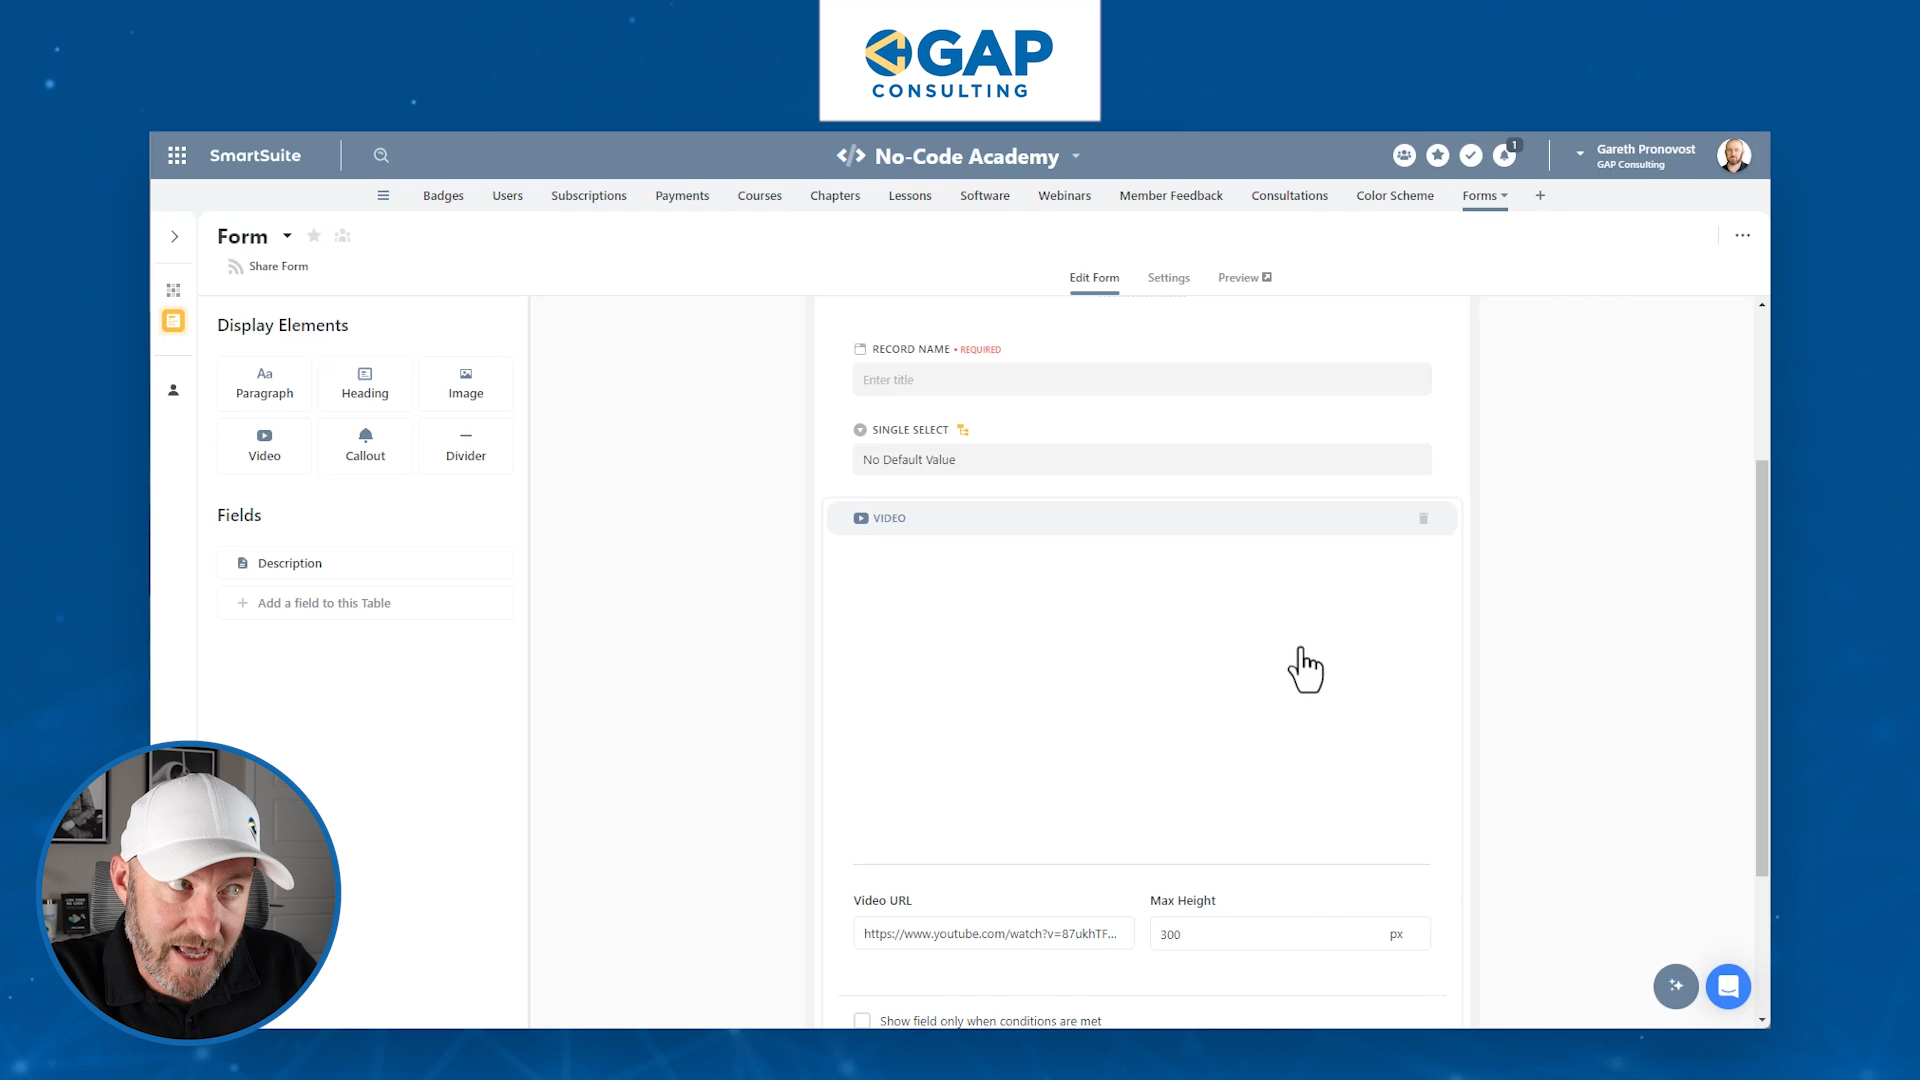 GAP
CONSULTING
SmartSuite
</> No-Code Academy
1
Gareth Pronovost
GAP Consulting
Badges
Users
Subscriptions
Payments
Courses
Chapters
Lessons
Software
Webinars
Member Feedback
Consultations
Color Scheme
Forms
+
Form
Share Form
Edit Form
Settings
Preview
Display Elements
Aa
Paragraph
Heading
Image
Video
Callout
Divider
Fields
Description
+ Add a field to this Table
RECORD NAME • REQUIRED
Enter title
SINGLE SELECT
No Default Value
VIDEO
Video URL
Max Height
https://www.youtube.com/watch?v=87ukhTF...
300
px
Show field only when conditions are met